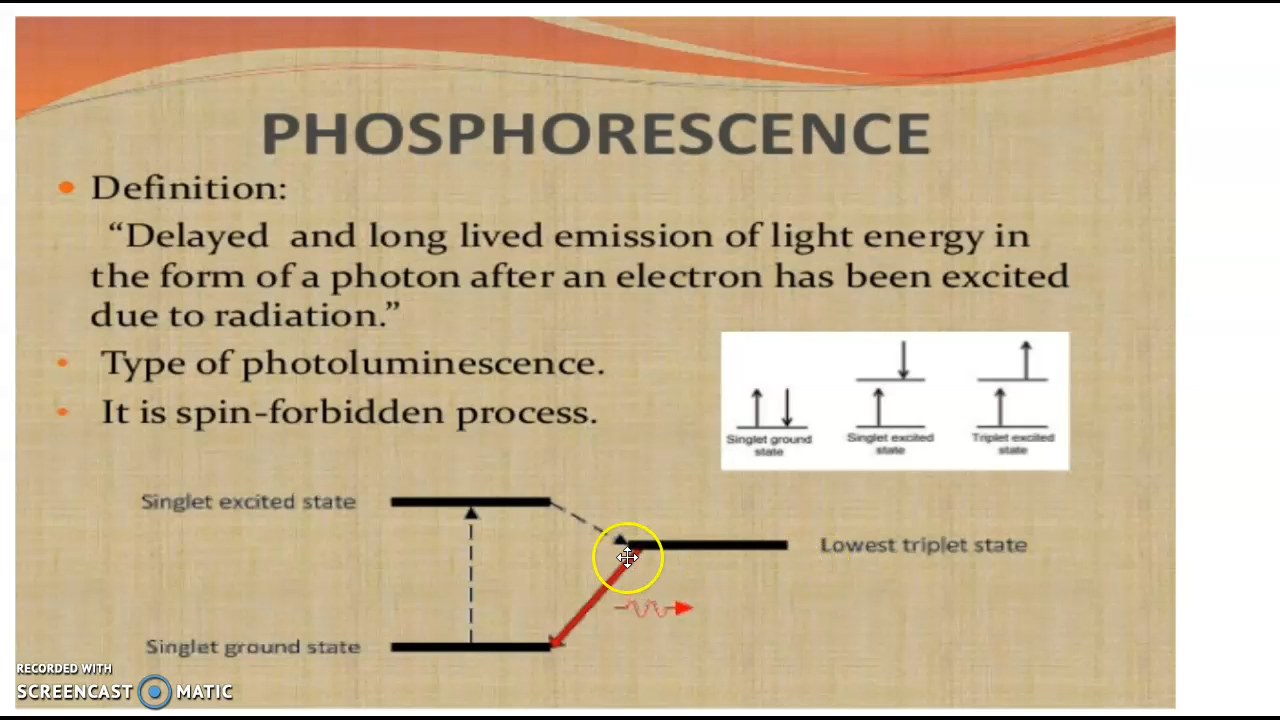 PHOSPHORESCENCE
• Definition:
“Delayed and long lived emission of light energy in
the form of a photon after an electron has been excited
due to radiation.”
• Type of photoluminescence.
• It is spin-forbidden process.
Singlet ground
state
Singlet excited
state
Triplet excited
state
Singlet excited state
Lowest triplet state
Singlet ground state
RECORDED WITH
SCREENCAST MATIC